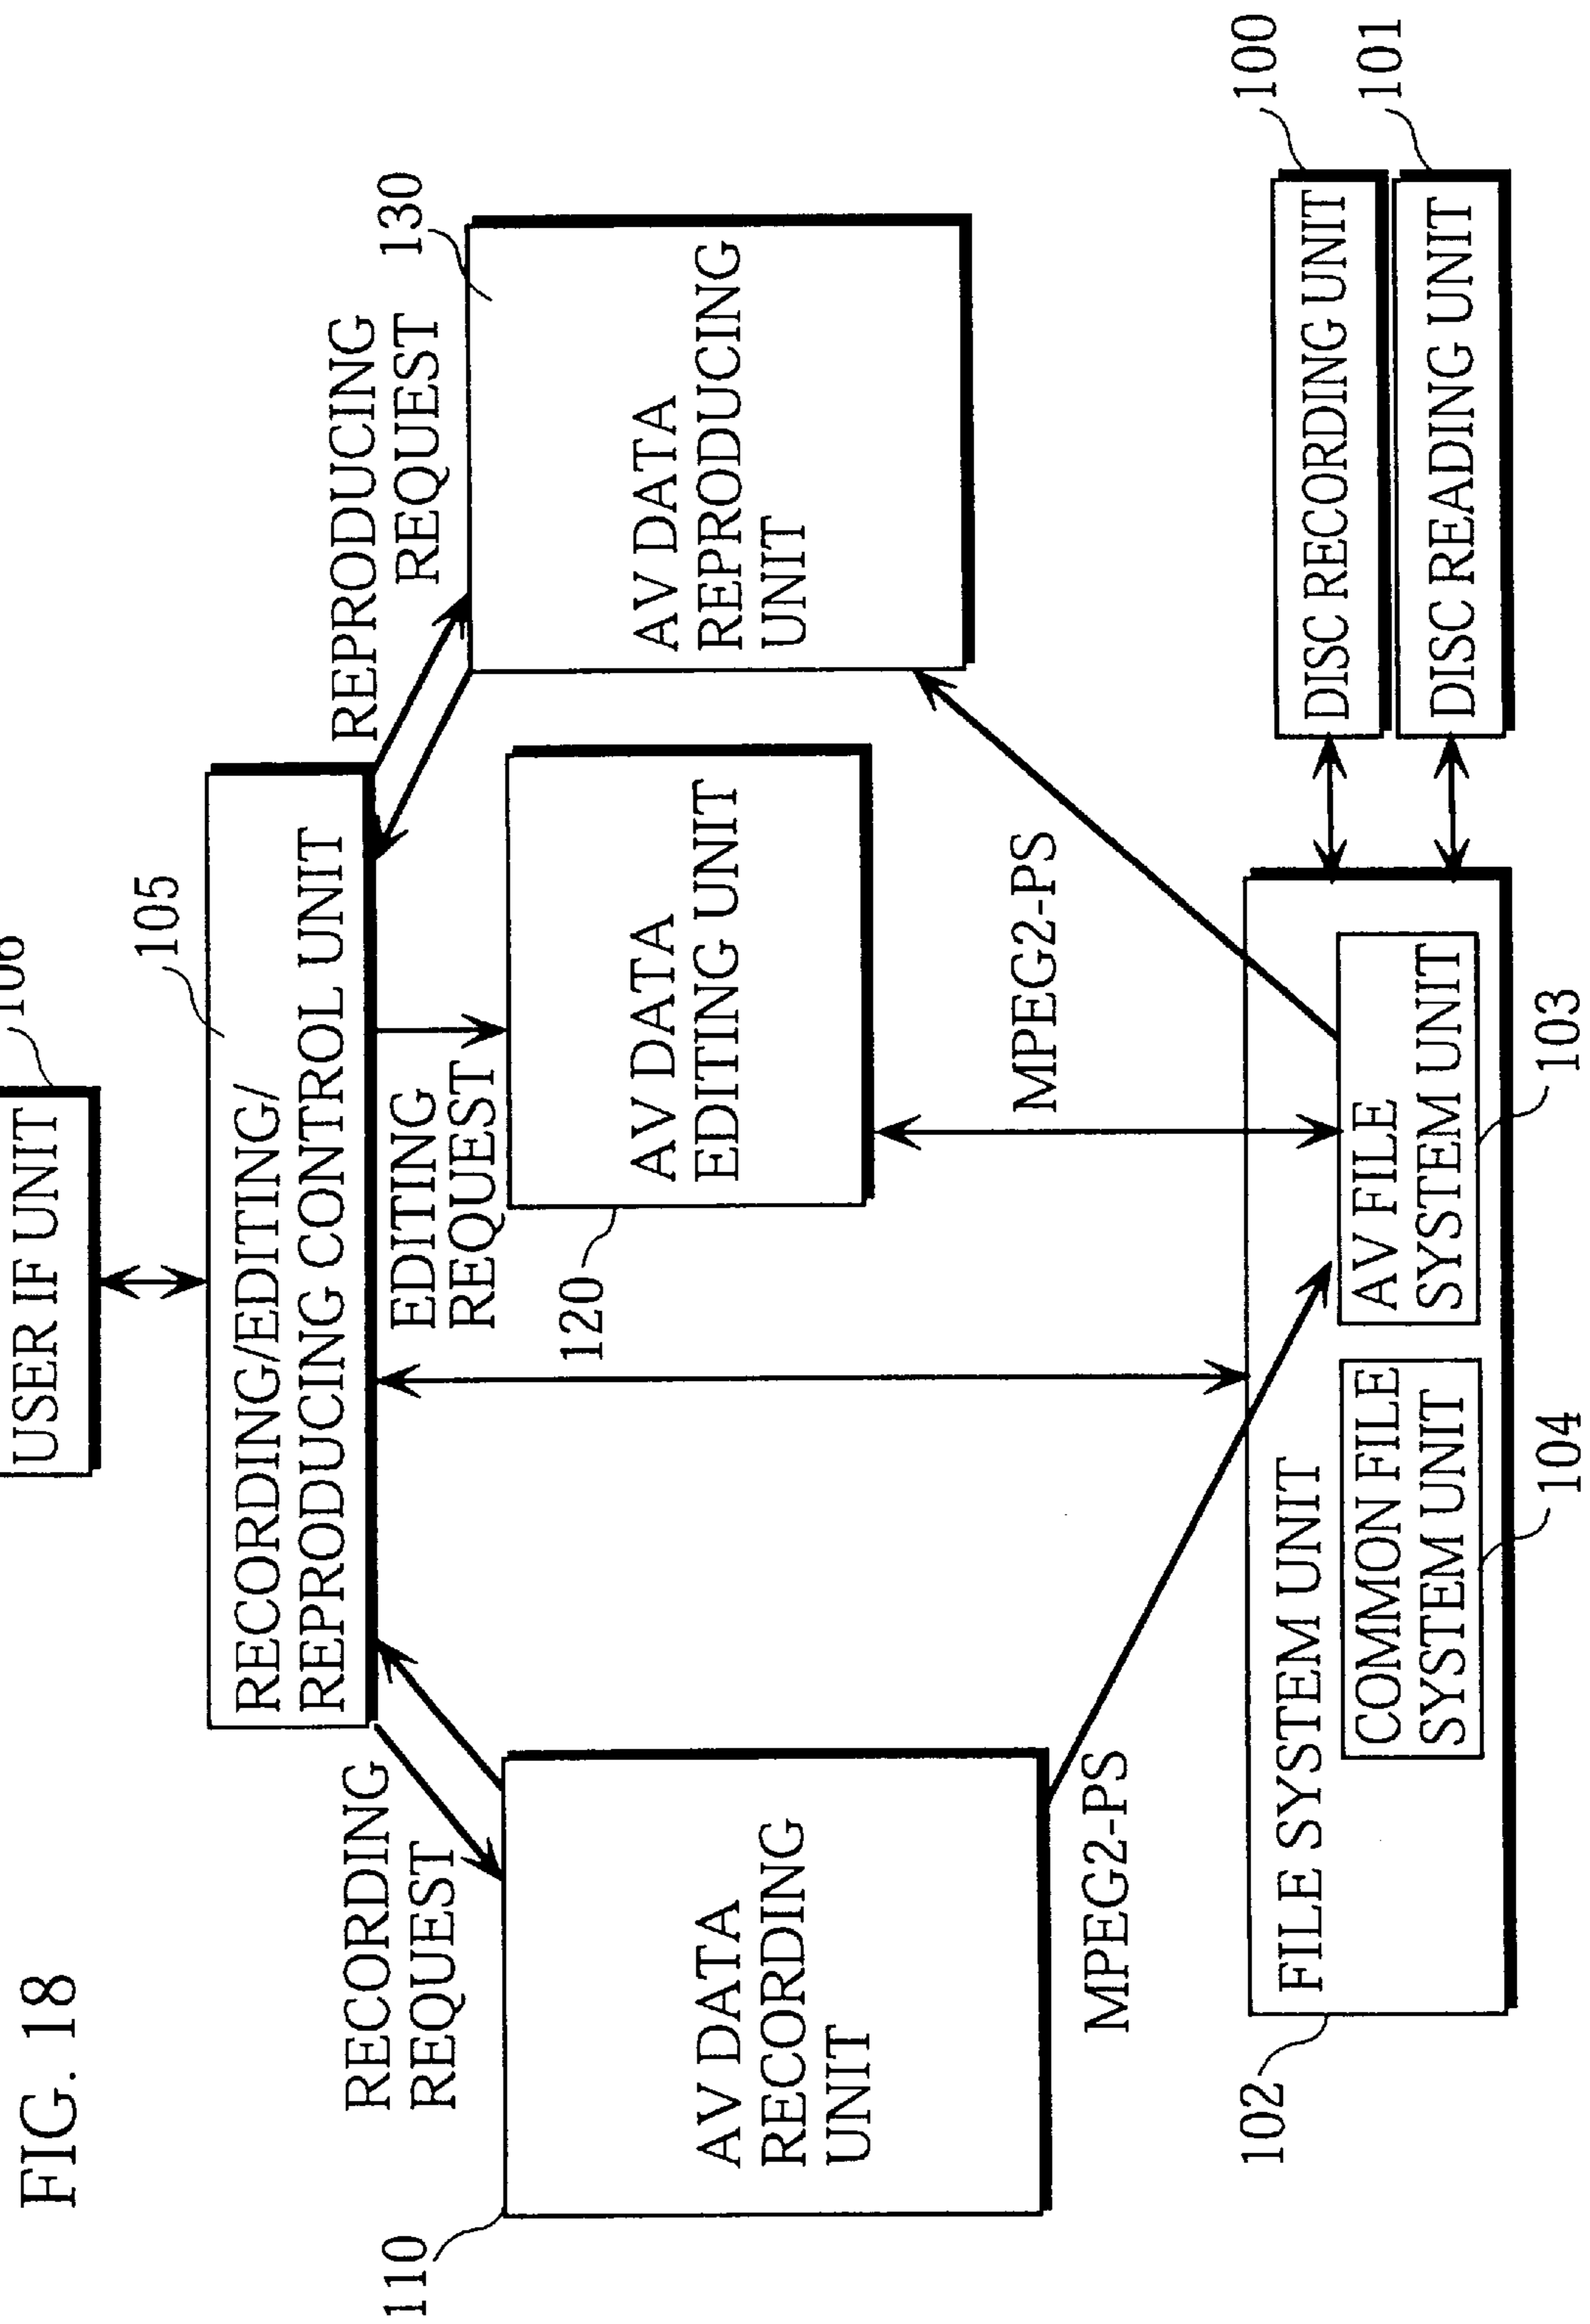 FIG. 18
USER IF UNIT
106
105
RECORDING/EDITING/
REPRODUCING CONTROL UNIT
RECORDING
REQUEST
EDITING
REQUEST
REPRODUCING
REQUEST
110
AV DATA
RECORDING
UNIT
120
AV DATA
EDITING UNIT
130
AV DATA
REPRODUCING
UNIT
MPEG2-PS
MPEG2-PS
102
FILE SYSTEM UNIT
COMMON FILE
SYSTEM UNIT
104
AV FILE
SYSTEM UNIT
103
DISC RECORDING UNIT
100
DISC READING UNIT
101